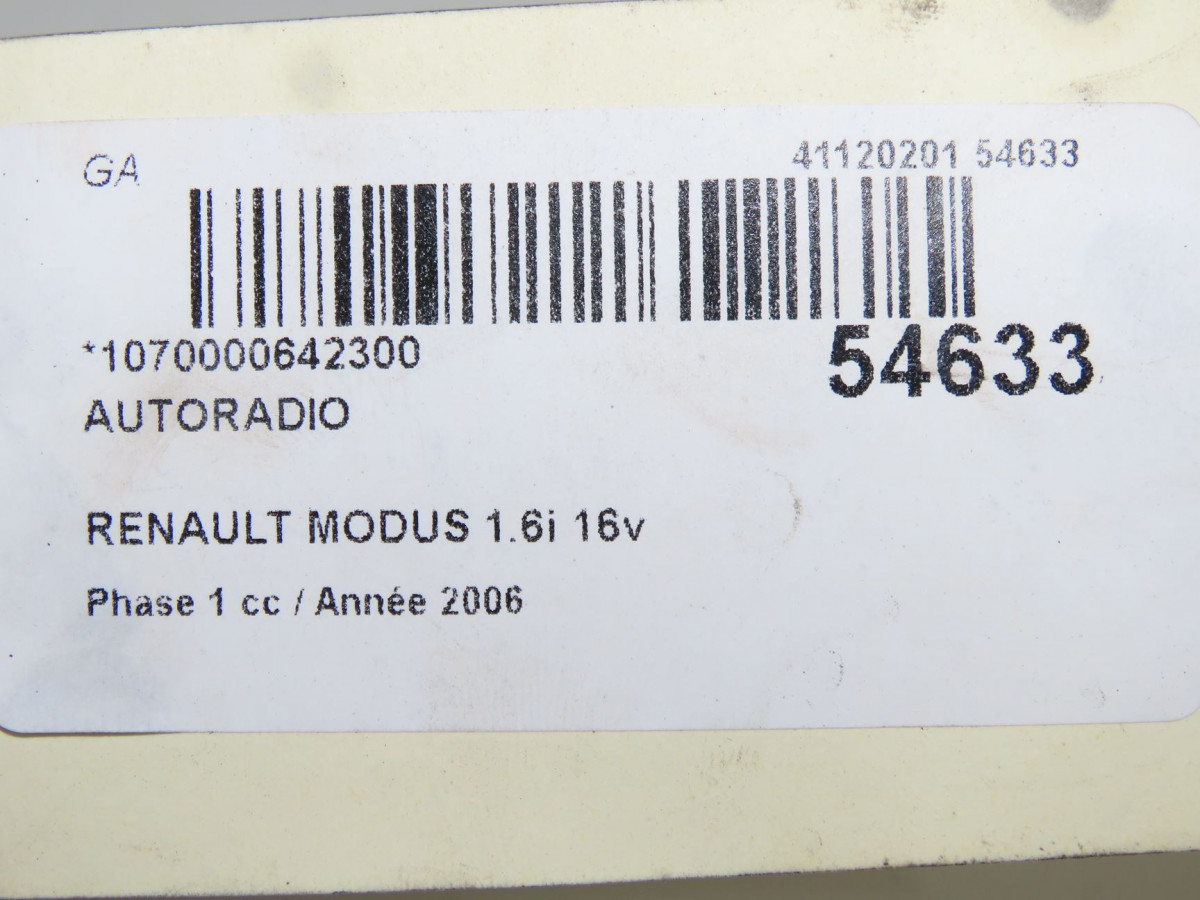 GA
41120201 54633
*1070000642300
54633
AUTORADIO
RENAULT MODUS 1.6i 16v
Phase 1 cc / Année 2006